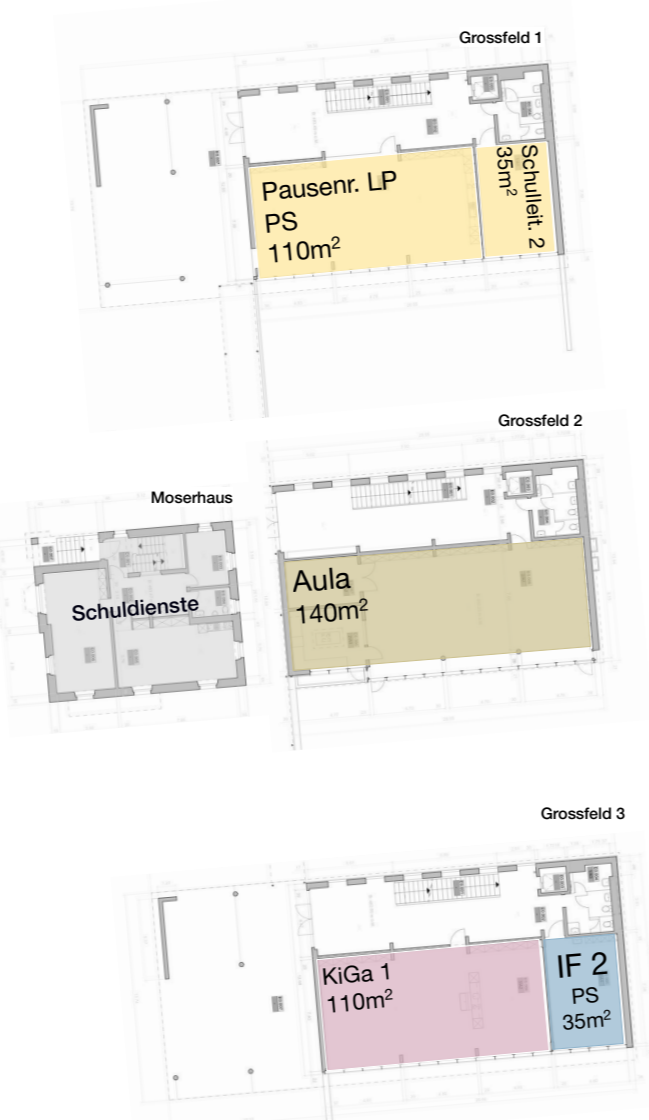 Grossfeld 1
Pausenr. LP
PS
110m²
Schulleit. 2
35m²
Grossfeld 2
Moserhaus
Schuldienste
Aula
140m²
Grossfeld 3
KiGa 1
110m²
IF 2
PS
35m²